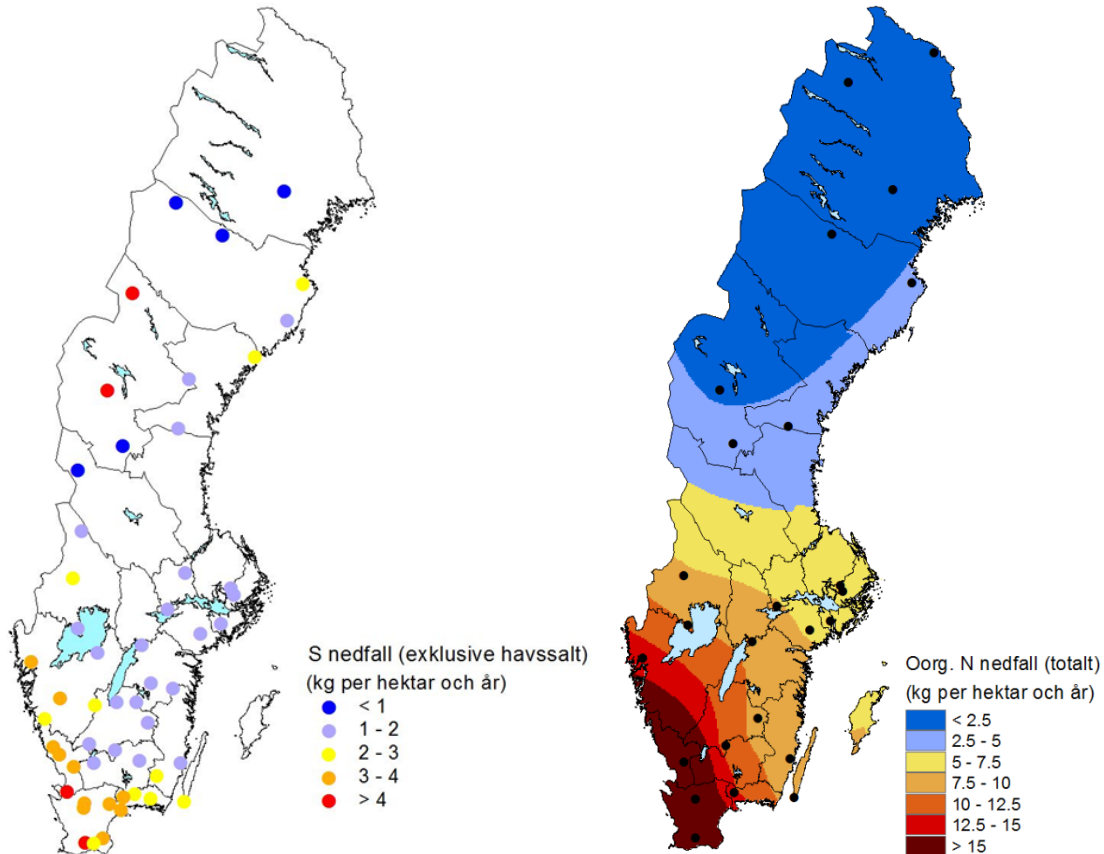 S nedfall (exklusive havssalt)
(kg per hektar och år)
< 1
1 - 2
2 - 3
3 - 4
> 4
Oorg. N nedfall (totalt)
(kg per hektar och år)
< 2.5
2.5 - 5
5 - 7.5
7.5 - 10
10 - 12.5
12.5 - 15
> 15